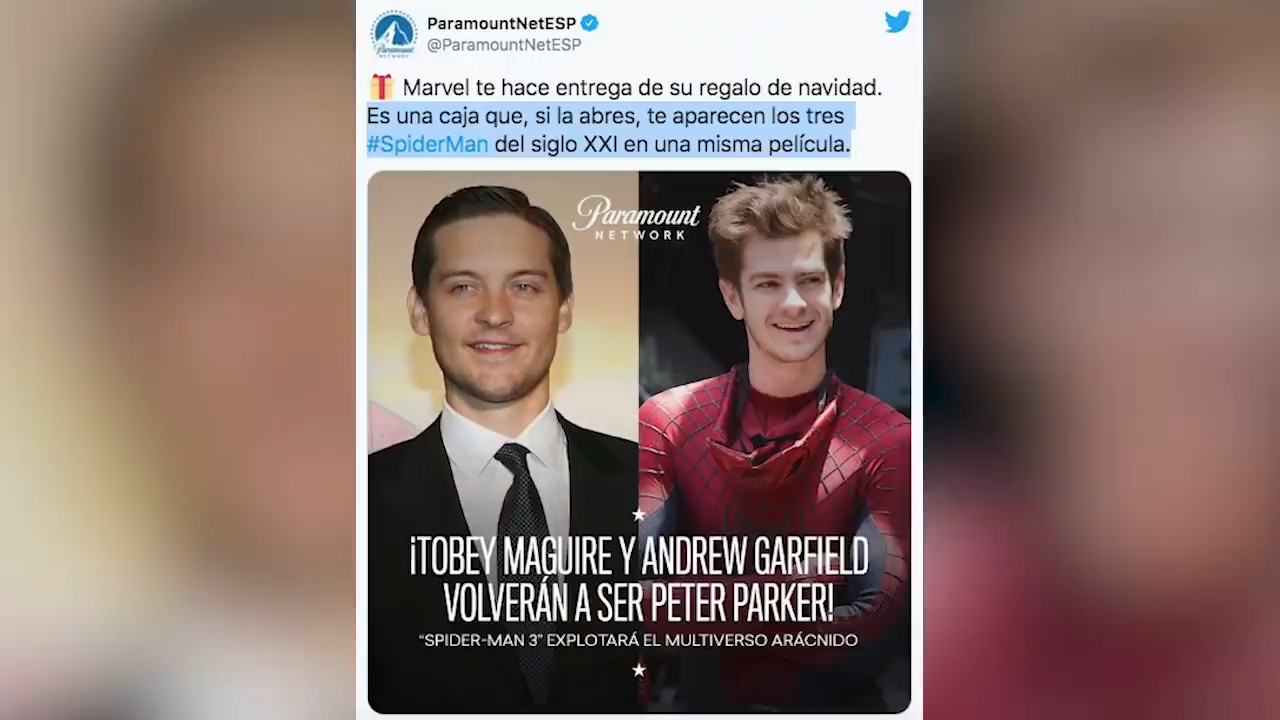 ParamountNetESP
@ParamountNetESP
Marvel te hace entrega de su regalo de navidad.
Es una caja que, si la abres, te aparecen los tres
#SpiderMan del siglo XXI en una misma película.
Paramount
NETWORK
¡TOBEY MAGUIRE Y ANDREW GARFIELD
VOLVERÁN A SER PETER PARKER!
“SPIDER-MAN 3” EXPLOTARÁ EL MULTIVERSO ARÁCNIDO